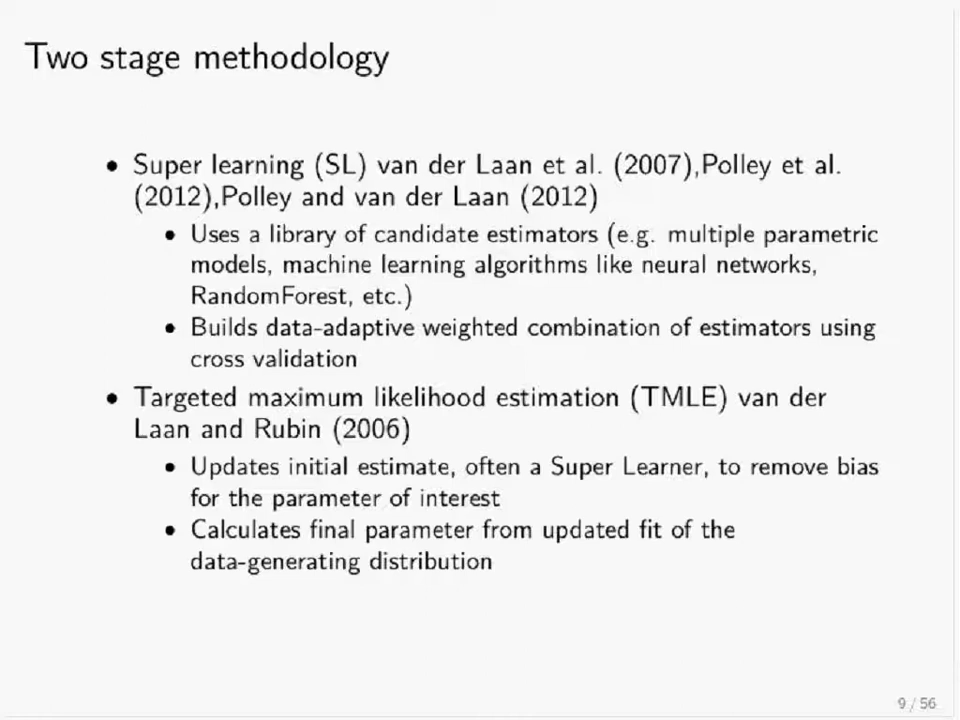 Two stage methodology
• Super learning (SL) van der Laan et al. (2007),Polley et al.
(2012),Polley and van der Laan (2012)
• Uses a library of candidate estimators (e.g. multiple parametric
models, machine learning algorithms like neural networks,
RandomForest, etc.)
• Builds data-adaptive weighted combination of estimators using
cross validation
• Targeted maximum likelihood estimation (TMLE) van der
Laan and Rubin (2006)
• Updates initial estimate, often a Super Learner, to remove bias
for the parameter of interest
• Calculates final parameter from updated fit of the
data-generating distribution
9 / 56